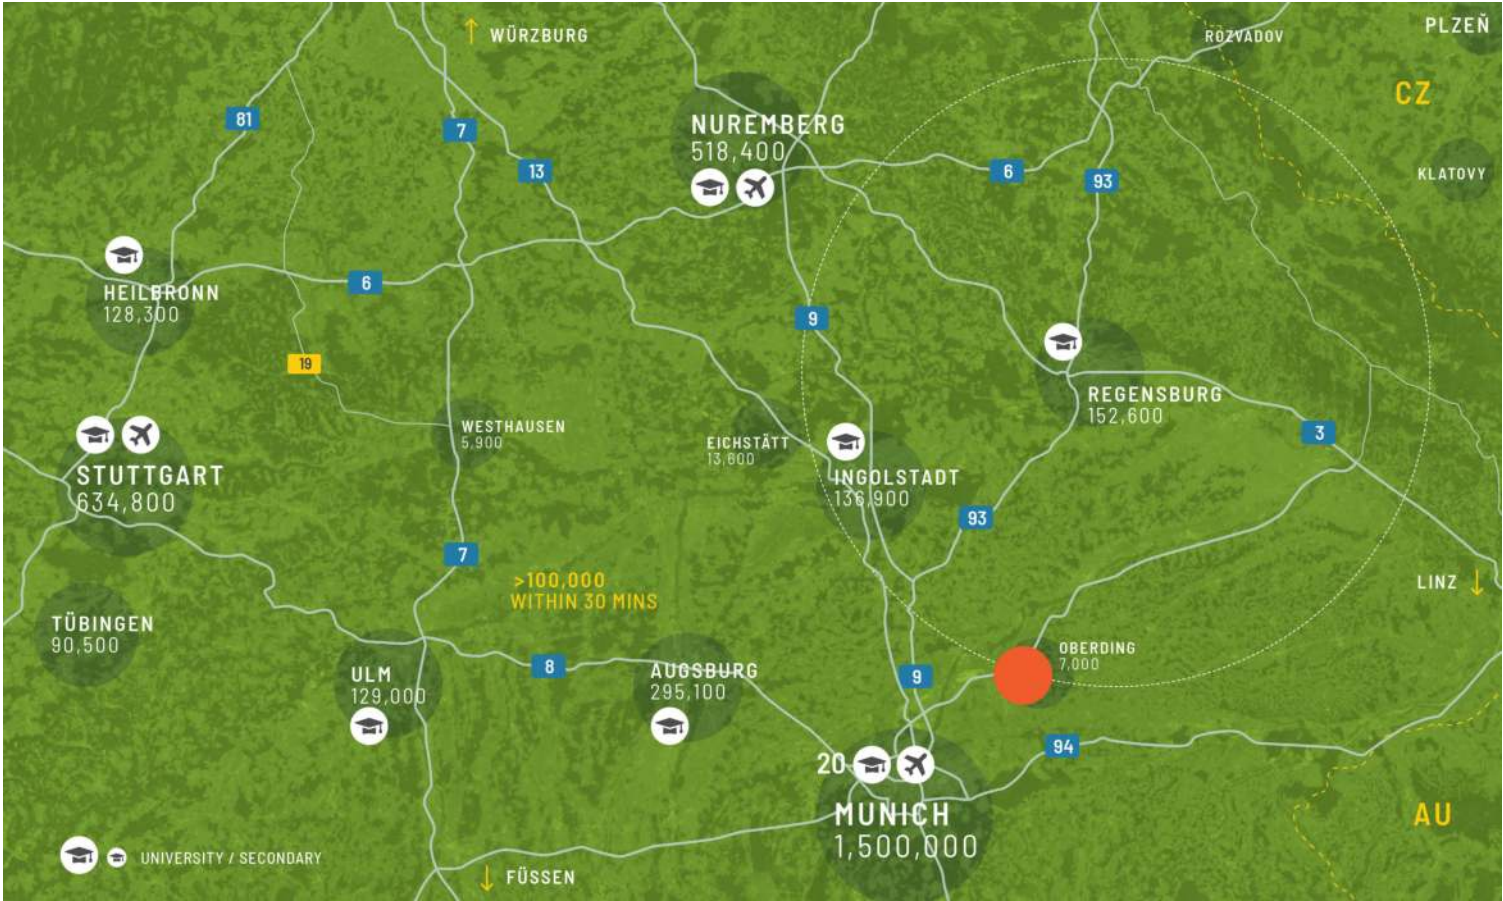 WÜRZBURG
ROZVADOV
PLZEŇ
CZ
81
7
13
NUREMBERG
518,400
6
93
KLATOVY
HEILBRONN
128,300
6
9
19
REGENSBURG
152,600
3
STUTTGART
634,800
WESTHAUSEN
5,900
EICHSTÄTT
13,600
INGOLSTADT
136,900
93
7
>100,000
WITHIN 30 MINS
LINZ
TÜBINGEN
90,500
ULM
129,000
8
AUGSBURG
295,100
9
OBERDING
7,000
94
20
MUNICH
1,500,000
AU
UNIVERSITY / SECONDARY
FÜSSEN